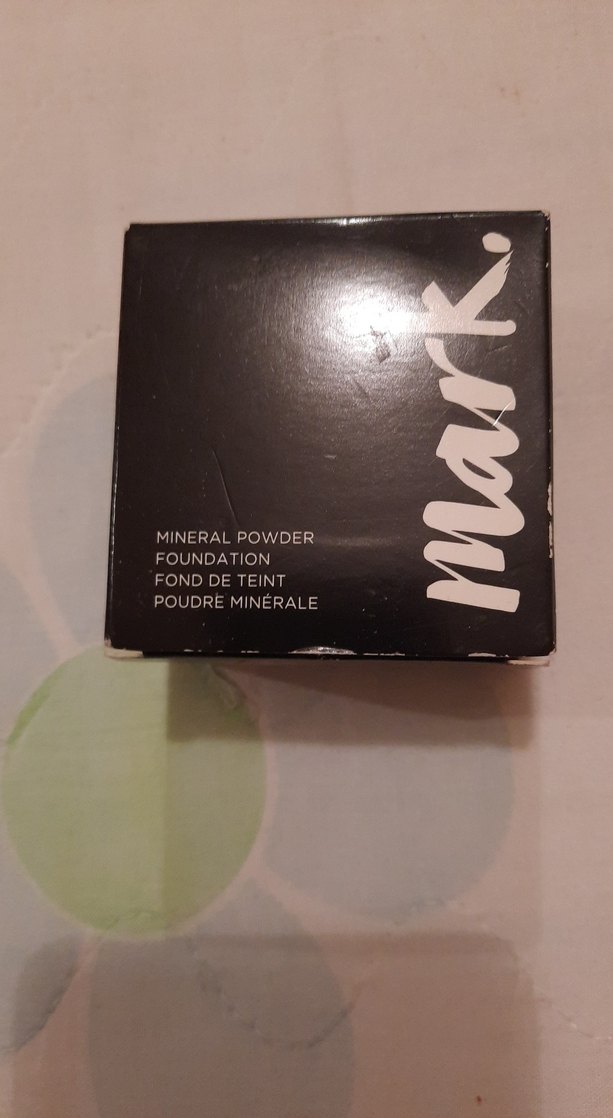 mark.
MINERAL POWDER
FOUNDATION
FOND DE TEINT
POUDRE MINÉRALE